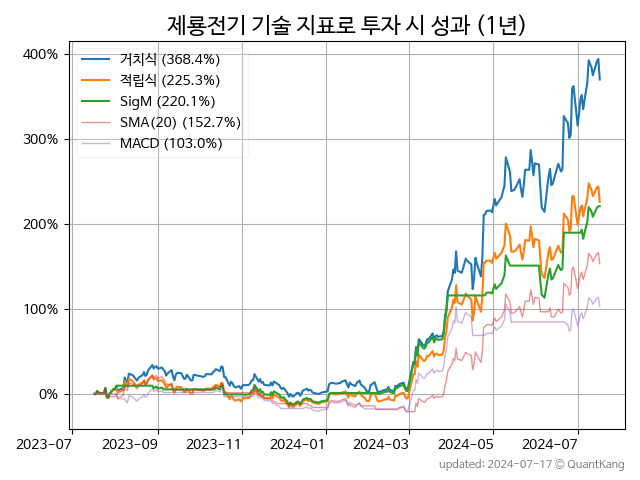 제룡전기 기술 지표로 투자 시 성과 (1년)
400%
300%
200%
100%
0%
거치식 (368.4%)
적립식 (225.3%)
SigM (220.1%)
SMA(20) (152.7%)
MACD (103.0%)
2023-07
2023-09
2023-11
2024-01
2024-03
2024-05
2024-07
updated: 2024-07-17 © QuantKang